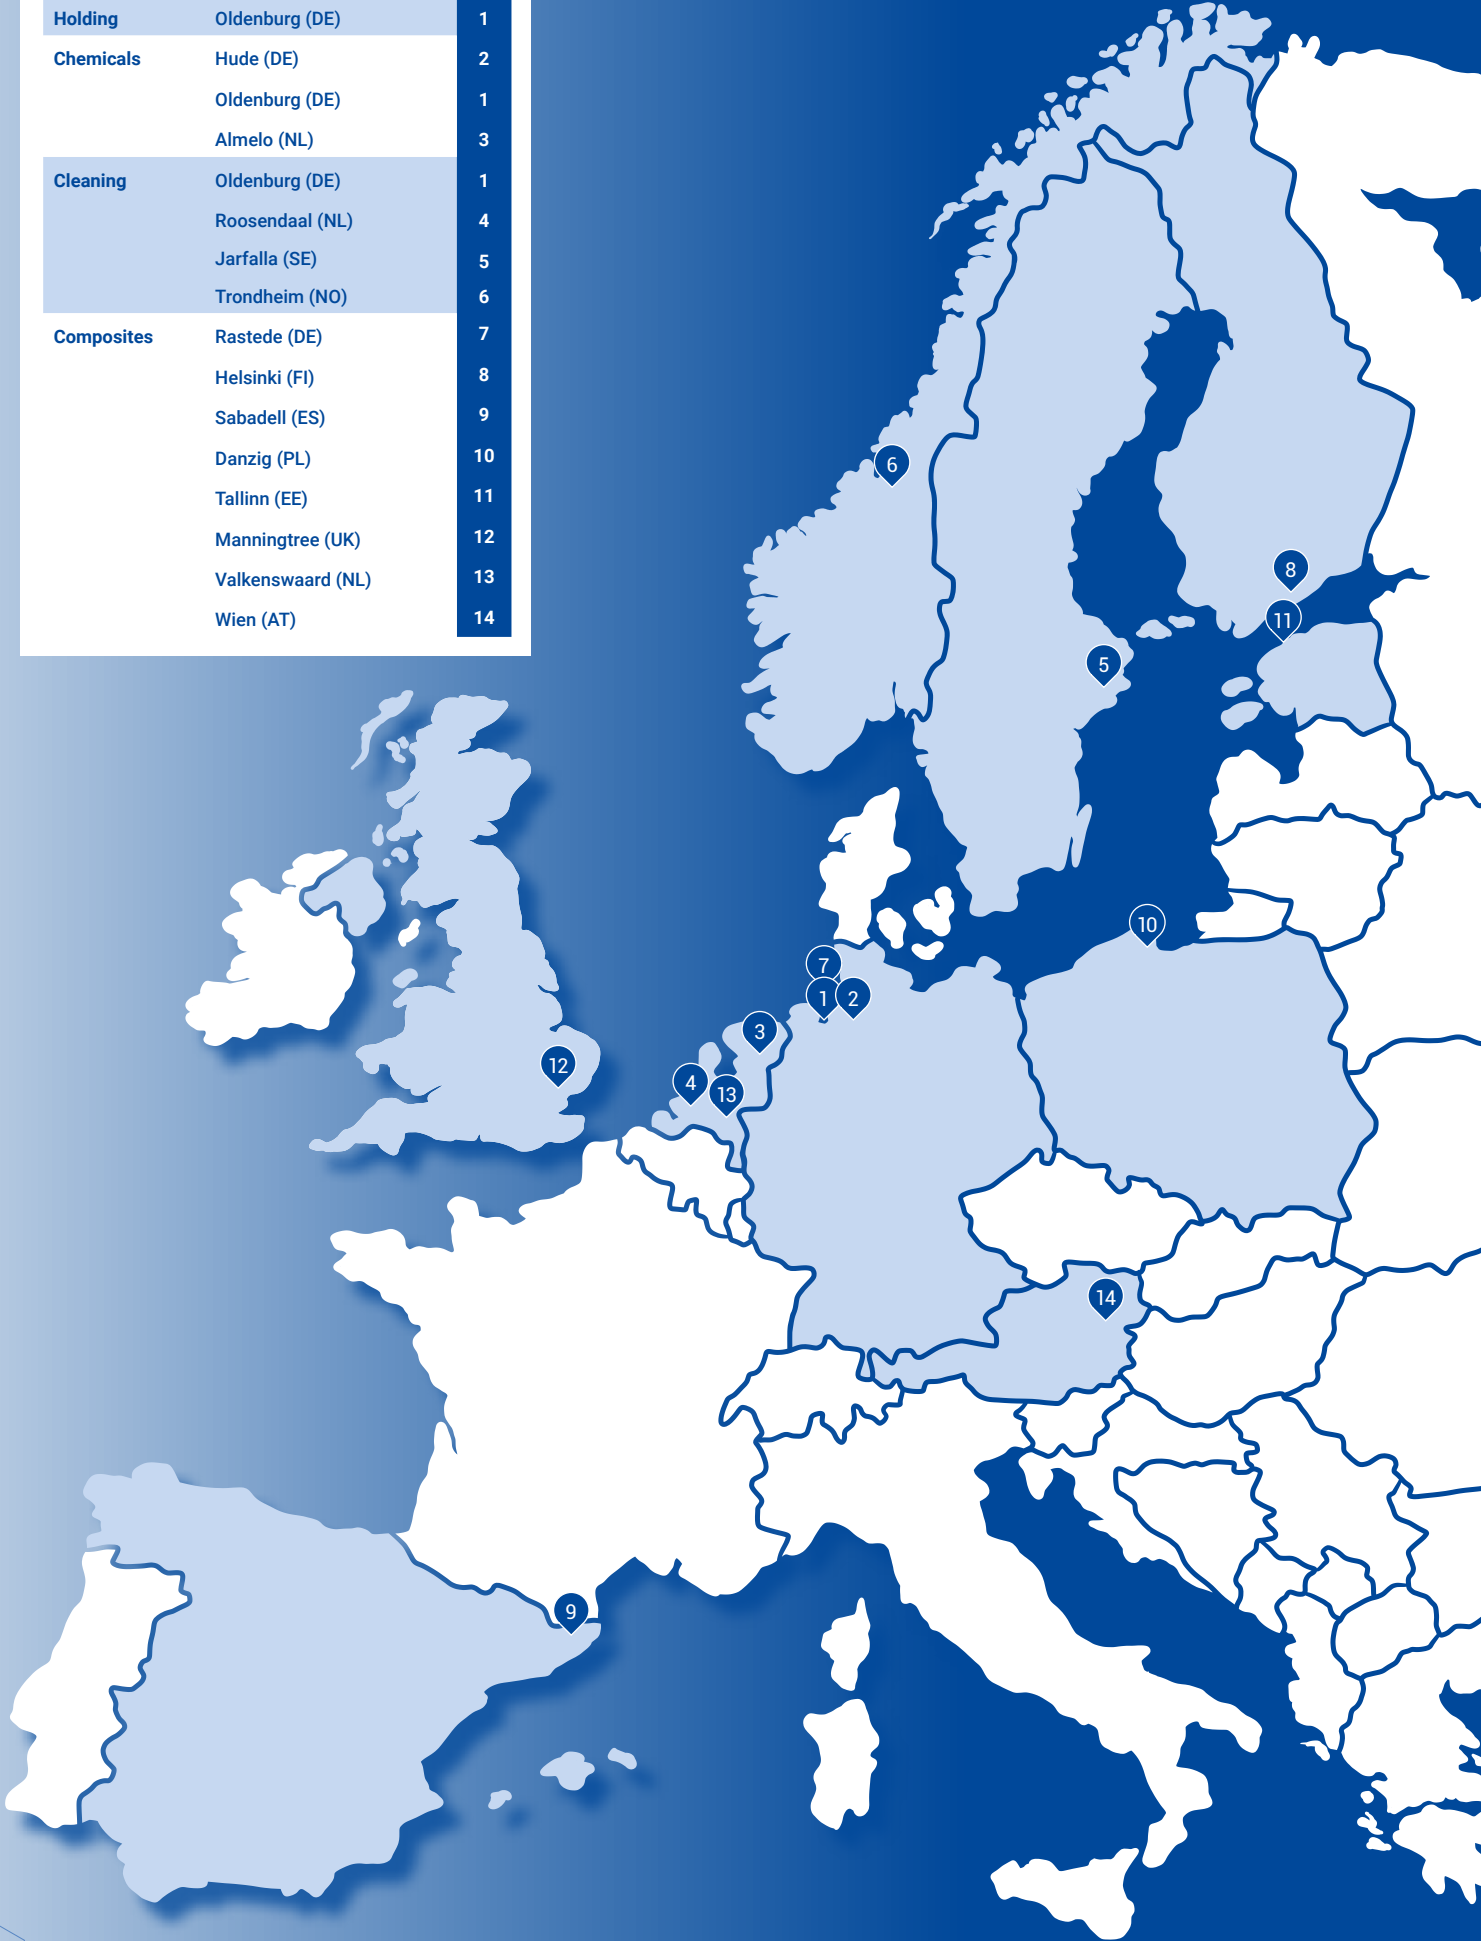 Holding Oldenburg (DE) 1
Chemicals Hude (DE) 2
Oldenburg (DE) 1
Almelo (NL) 3
Cleaning Oldenburg (DE) 1
Roosendaal (NL) 4
Jarfalla (SE) 5
Trondheim (NO) 6
Composites Rastede (DE) 7
Helsinki (FI) 8
Sabadell (ES) 9
Danzig (PL) 10
Tallinn (EE) 11
Manningtree (UK) 12
Valkenswaard (NL) 13
Wien (AT) 14
6
8
11
5
10
7
1 2
3
12
4
13
14
9